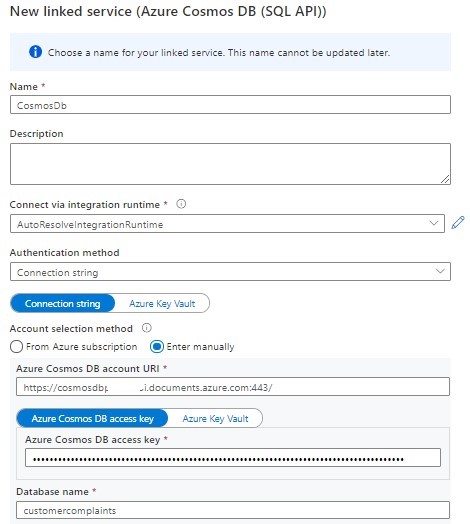 New linked service (Azure Cosmos DB (SQL API))
Choose a name for your linked service. This name cannot be updated later.
Name *
CosmosDb
Description
Connect via integration runtime *
AutoResolveIntegrationRuntime
Authentication method
Connection string
Connection string Azure Key Vault
Account selection method
From Azure subscription Enter manually
Azure Cosmos DB account URI *
https://cosmosdb i.documents.azure.com:443/
Azure Cosmos DB access key Azure Key Vault
Azure Cosmos DB access key *
Database name *
customercomplaints